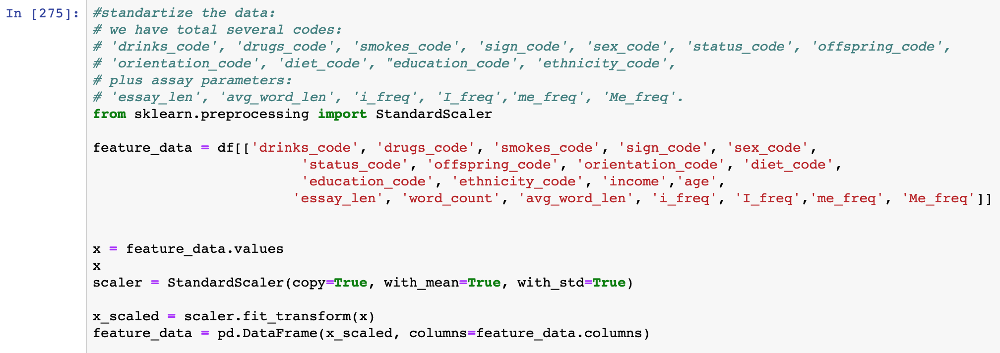 In [275]: #standartize the data:
# we have total several codes:
# 'drinks_code', 'drugs_code', 'smokes_code', 'sign_code', 'sex_code', 'status_code', 'offspring_code',
# 'orientation_code', 'diet_code', "education_code', 'ethnicity_code',
# plus assay parameters:
# 'essay_len', 'avg_word_len', 'i_freq', 'I_freq','me_freq', 'Me_freq'.
from sklearn.preprocessing import StandardScaler
feature_data = df[['drinks_code', 'drugs_code', 'smokes_code', 'sign_code', 'sex_code',
'status_code', 'offspring_code', 'orientation_code', 'diet_code',
'education_code', 'ethnicity_code', 'income','age',
'essay_len', 'word_count', 'avg_word_len', 'i_freq', 'I_freq','me_freq', 'Me_freq']]
x = feature_data.values
x
scaler = StandardScaler(copy=True, with_mean=True, with_std=True)
x_scaled = scaler.fit_transform(x)
feature_data = pd.DataFrame(x_scaled, columns=feature_data.columns)